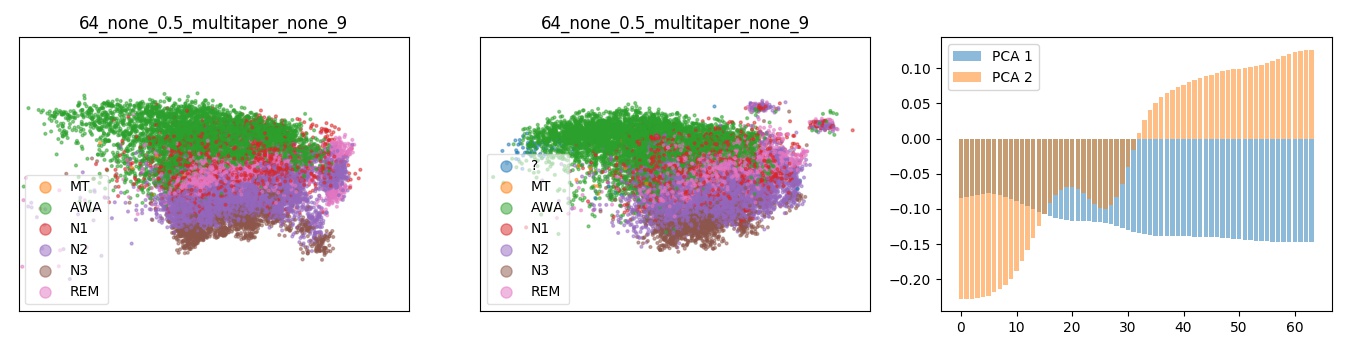 64_none_0.5_multitaper_none_9
MT
AWA
N1
N2
N3
REM
64_none_0.5_multitaper_none_9
?
MT
AWA
N1
N2
N3
REM
PCA 1
PCA 2
0.10
0.05
0.00
−0.05
−0.10
−0.15
−0.20
0 10 20 30 40 50 60